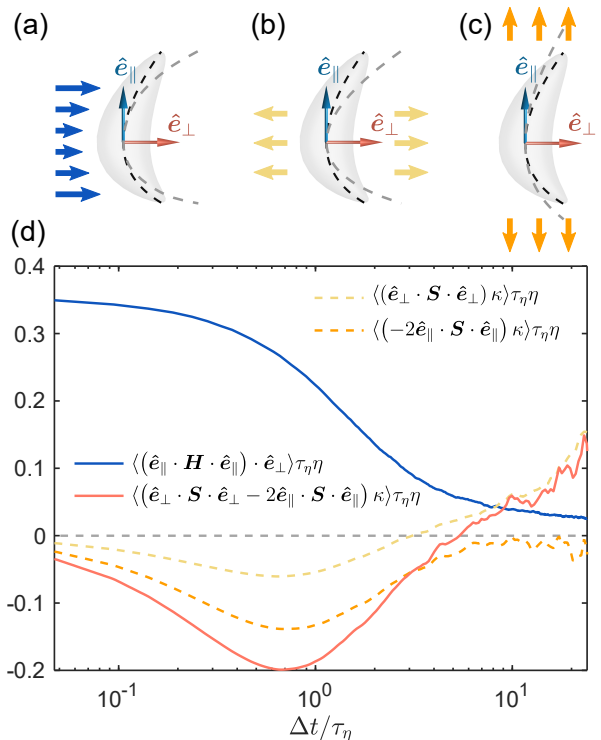 (a) (b) (c)
ê∥ ê∥ ê∥
ê⊥ ê⊥ ê⊥
(d)
0.4
⟨(ê⊥ · S · ê⊥) κ⟩τηη
⟨(−2ê∥ · S · ê∥) κ⟩τηη
0.3
0.2
0.1
⟨(ê∥ · H · ê∥) · ê⊥⟩τηη
⟨(ê⊥ · S · ê⊥ − 2ê∥ · S · ê∥) κ⟩τηη
0
-0.1
-0.2
10⁻¹ 10⁰ 10¹
Δt/τη